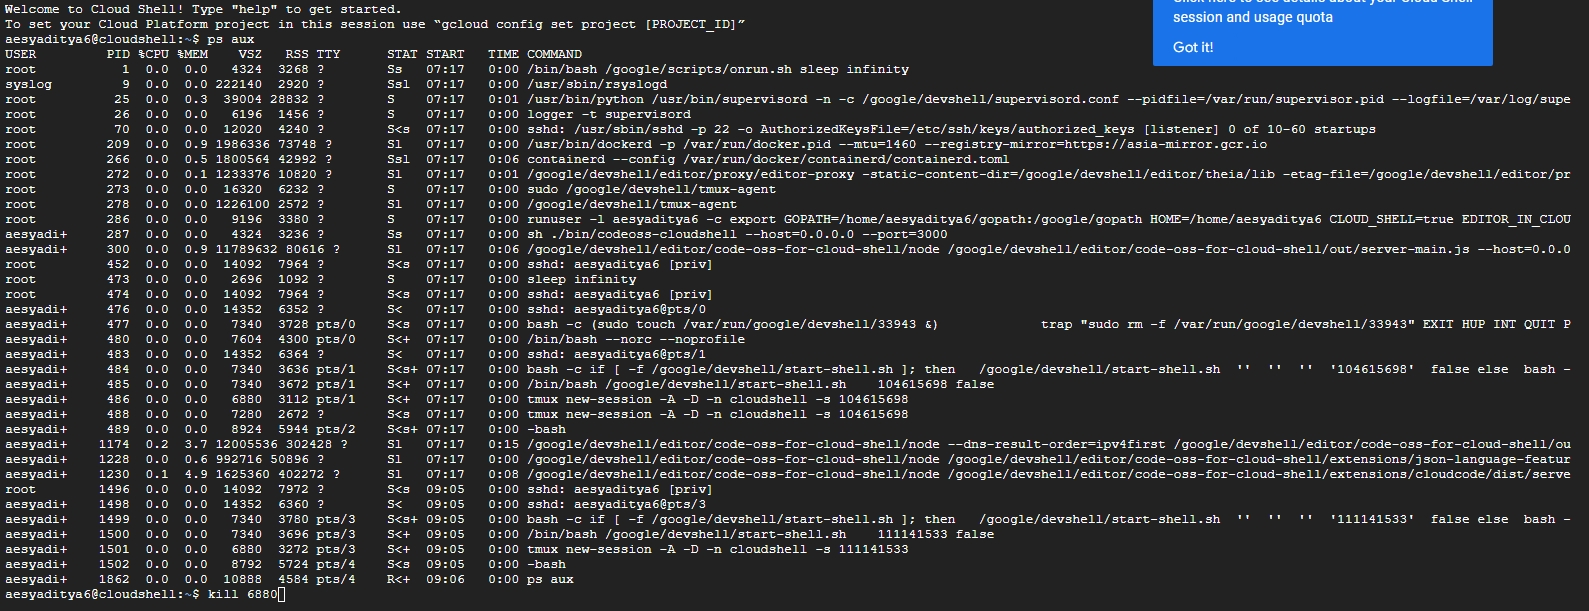 Welcome to Cloud Shell! Type "help" to get started.
To set your Cloud Platform project in this session use “gcloud config set project [PROJECT_ID]”
aesyaditya6@cloudshell:~$ ps aux
USER PID %CPU %MEM VSZ RSS TTY STAT START TIME COMMAND
root 1 0.0 0.0 4324 3268 ? Ss 07:17 0:00 /bin/bash /google/scripts/onrun.sh sleep infinity
syslog 9 0.0 0.0 222140 2920 ? Ssl 07:17 0:00 /usr/sbin/rsyslogd
root 25 0.0 0.3 39004 28832 ? S 07:17 0:01 /usr/bin/python /usr/bin/supervisord -n -c /google/devshell/supervisord.conf --pidfile=/var/run/supervisor.pid --logfile=/var/log/supe
root 26 0.0 0.0 6196 1456 ? S 07:17 0:00 logger -t supervisord
root 70 0.0 0.0 12020 4240 ? S<s 07:17 0:00 sshd: /usr/sbin/sshd -p 22 -o AuthorizedKeysFile=/etc/ssh/keys/authorized_keys [listener] 0 of 10-60 startups
root 209 0.0 0.9 1986336 73748 ? Sl 07:17 0:00 /usr/bin/dockerd -p /var/run/docker.pid --mtu=1460 --registry-mirror=https://asia-mirror.gcr.io
root 266 0.0 0.5 1800564 42992 ? Ssl 07:17 0:06 containerd --config /var/run/docker/containerd/containerd.toml
root 272 0.0 0.1 1233376 10820 ? Sl 07:17 0:01 /google/devshell/editor/proxy/editor-proxy -static-content-dir=/google/devshell/editor/theia/lib -etag-file=/google/devshell/editor/pr
root 273 0.0 0.0 16320 6232 ? S 07:17 0:00 sudo /google/devshell/tmux-agent
root 278 0.0 0.0 1226100 2572 ? Sl 07:17 0:00 /google/devshell/tmux-agent
root 286 0.0 0.0 9196 3380 ? S 07:17 0:00 runuser -l aesyaditya6 -c export GOPATH=/home/aesyaditya6/gopath:/google/gopath HOME=/home/aesyaditya6 CLOUD_SHELL=true EDITOR_IN_CLOU
aesyadi+ 287 0.0 0.0 4324 3236 ? Ss 07:17 0:00 sh ./bin/codeoss-cloudshell --host=0.0.0.0 --port=3000
aesyadi+ 300 0.0 0.9 11789632 80616 ? Sl 07:17 0:06 /google/devshell/editor/code-oss-for-cloud-shell/node /google/devshell/editor/code-oss-for-cloud-shell/out/server-main.js --host=0.0.0
root 452 0.0 0.0 14092 7964 ? S<s 07:17 0:00 sshd: aesyaditya6 [priv]
root 473 0.0 0.0 2696 1092 ? S 07:17 0:00 sleep infinity
root 474 0.0 0.0 14092 7964 ? S<s 07:17 0:00 sshd: aesyaditya6 [priv]
aesyadi+ 476 0.0 0.0 14352 6352 ? S< 07:17 0:00 sshd: aesyaditya6@pts/0
aesyadi+ 477 0.0 0.0 7340 3728 pts/0 S<s 07:17 0:00 bash -c (sudo touch /var/run/google/devshell/33943 &) trap "sudo rm -f /var/run/google/devshell/33943" EXIT HUP INT QUIT P
aesyadi+ 480 0.0 0.0 7604 4300 pts/0 S<+ 07:17 0:00 /bin/bash --norc --noprofile
aesyadi+ 483 0.0 0.0 14352 6364 ? S< 07:17 0:00 sshd: aesyaditya6@pts/1
aesyadi+ 484 0.0 0.0 7340 3636 pts/1 S<s+ 07:17 0:00 bash -c if [ -f /google/devshell/start-shell.sh ]; then /google/devshell/start-shell.sh '' '' '' '104615698' false else bash -
aesyadi+ 485 0.0 0.0 7340 3672 pts/1 S<+ 07:17 0:00 /bin/bash /google/devshell/start-shell.sh 104615698 false
aesyadi+ 486 0.0 0.0 6880 3112 pts/1 S<+ 07:17 0:00 tmux new-session -A -D -n cloudshell -s 104615698
aesyadi+ 488 0.0 0.0 7280 2672 ? S<s 07:17 0:00 tmux new-session -A -D -n cloudshell -s 104615698
aesyadi+ 489 0.0 0.0 8924 5944 pts/2 S<s+ 07:17 0:00 -bash
aesyadi+ 1174 0.2 3.7 12005536 302428 ? Sl 07:17 0:15 /google/devshell/editor/code-oss-for-cloud-shell/node --dns-result-order=ipv4first /google/devshell/editor/code-oss-for-cloud-shell/ou
aesyadi+ 1228 0.0 0.6 992716 50896 ? Sl 07:17 0:00 /google/devshell/editor/code-oss-for-cloud-shell/node /google/devshell/editor/code-oss-for-cloud-shell/extensions/json-language-featur
aesyadi+ 1230 0.1 4.9 1625360 402272 ? Sl 07:17 0:08 /google/devshell/editor/code-oss-for-cloud-shell/node /google/devshell/editor/code-oss-for-cloud-shell/extensions/cloudcode/dist/serve
root 1496 0.0 0.0 14092 7972 ? S<s 09:05 0:00 sshd: aesyaditya6 [priv]
aesyadi+ 1498 0.0 0.0 14352 6360 ? S< 09:05 0:00 sshd: aesyaditya6@pts/3
aesyadi+ 1499 0.0 0.0 7340 3780 pts/3 S<s+ 09:05 0:00 bash -c if [ -f /google/devshell/start-shell.sh ]; then /google/devshell/start-shell.sh '' '' '' '111141533' false else bash -
aesyadi+ 1500 0.0 0.0 7340 3696 pts/3 S<+ 09:05 0:00 /bin/bash /google/devshell/start-shell.sh 111141533 false
aesyadi+ 1501 0.0 0.0 6880 3272 pts/3 S<+ 09:05 0:00 tmux new-session -A -D -n cloudshell -s 111141533
aesyadi+ 1502 0.0 0.0 8792 5724 pts/4 S<s 09:05 0:00 -bash
aesyadi+ 1862 0.0 0.0 10888 4584 pts/4 R<+ 09:06 0:00 ps aux
aesyaditya6@cloudshell:~$ kill 6880
Click here to see details about your Cloud Shell
session and usage quota
Got it!